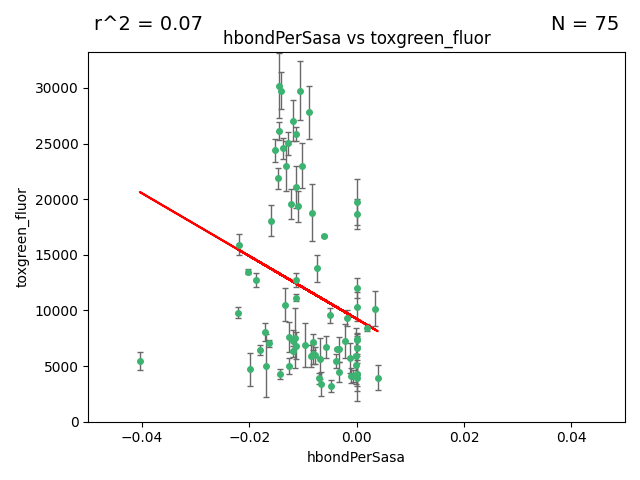 r^2 = 0.07
N = 75
hbondPerSasa vs toxgreen_fluor
30000
25000
20000
15000
10000
5000
0
toxgreen_fluor
−0.04
−0.02
0.00
0.02
0.04
hbondPerSasa